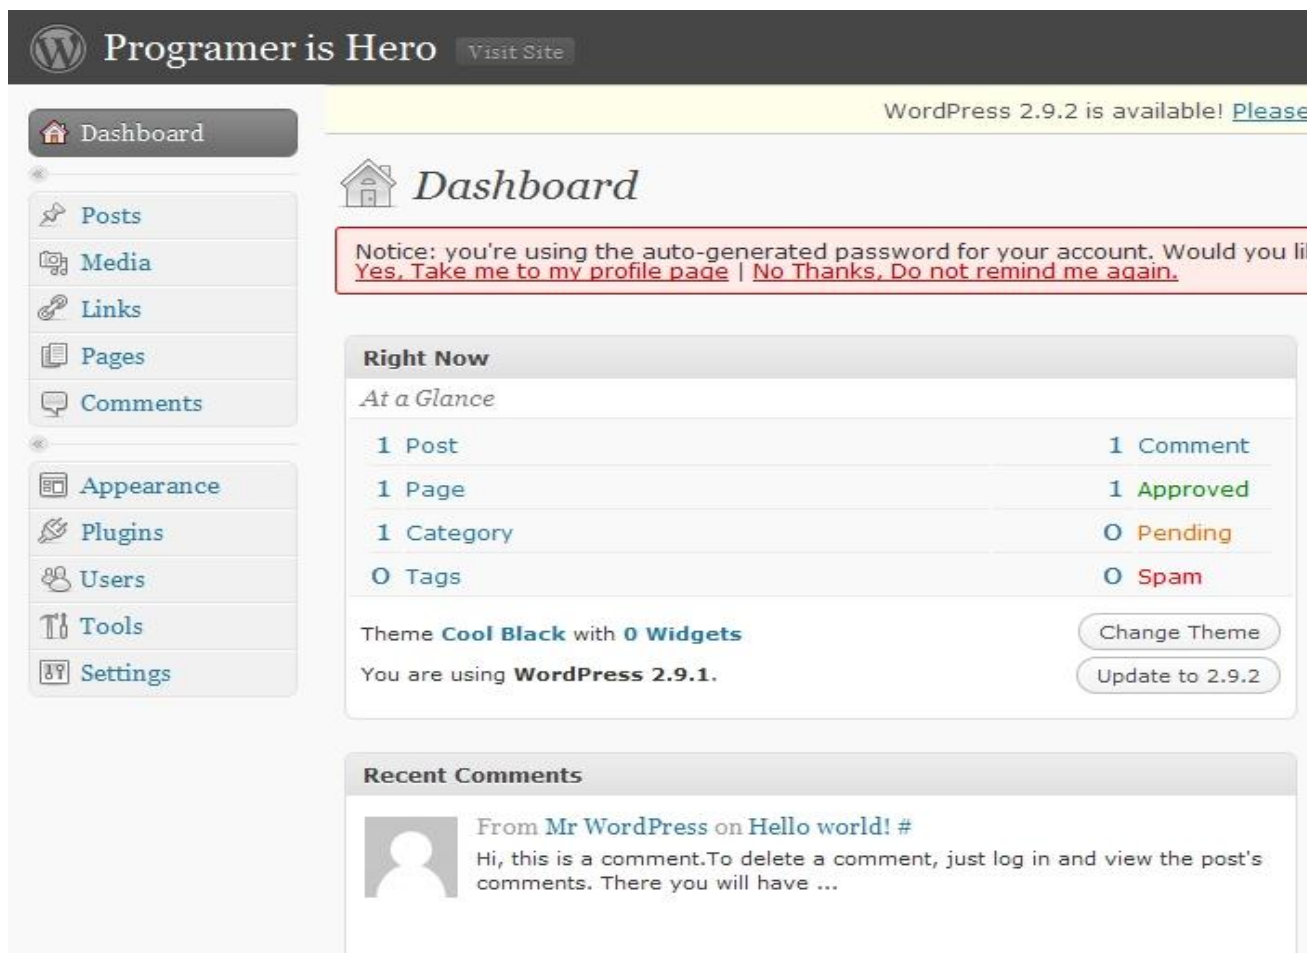 Programer is Hero Visit Site
WordPress 2.9.2 is available! Please
Dashboard
Posts
Media
Links
Pages
Comments
Appearance
Plugins
Users
Tools
Settings
Dashboard
Notice: you're using the auto-generated password for your account. Would you li
Yes, Take me to my profile page | No Thanks, Do not remind me again.
Right Now
At a Glance
1 Post 1 Comment
1 Page 1 Approved
1 Category 0 Pending
0 Tags 0 Spam
Theme Cool Black with 0 Widgets Change Theme
You are using WordPress 2.9.1. Update to 2.9.2
Recent Comments
From Mr WordPress on Hello world! #
Hi, this is a comment.To delete a comment, just log in and view the post's
comments. There you will have ...